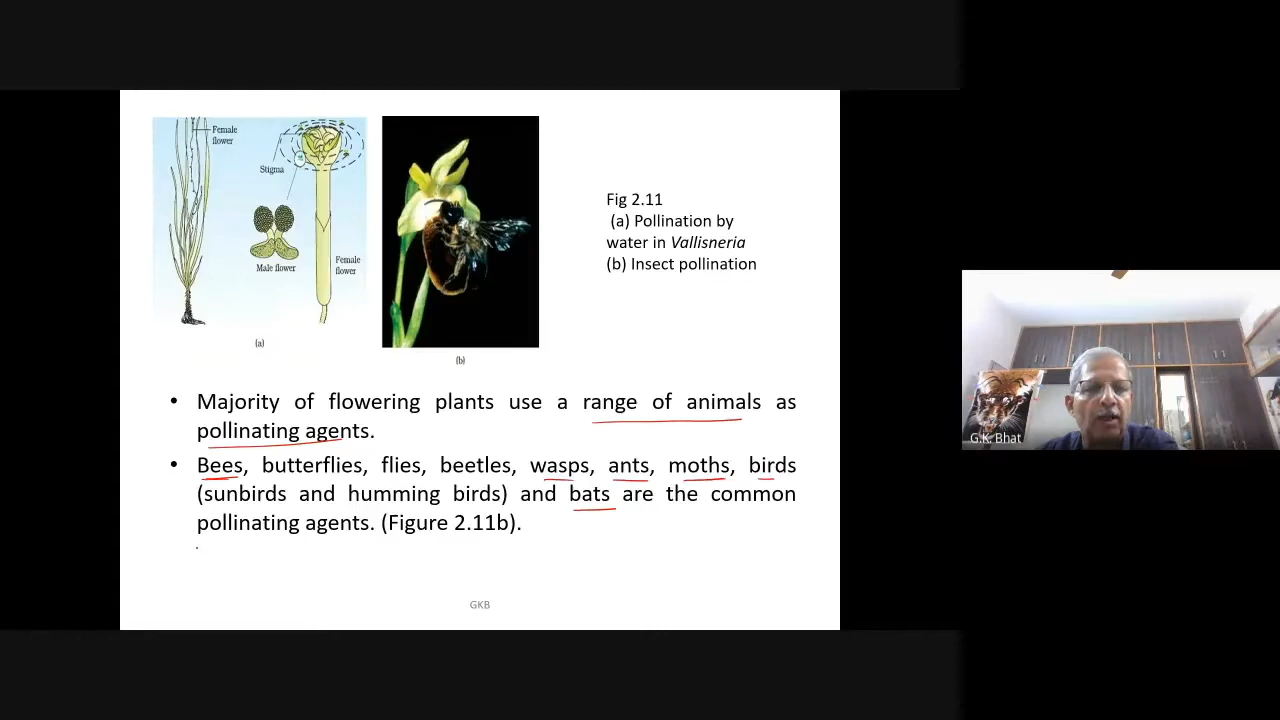 Female
flower
Stigma
Male flower
Female
flower
(a)
(b)
Fig 2.11
(a) Pollination by
water in Vallisneria
(b) Insect pollination
• Majority of flowering plants use a range of animals as
pollinating agents.
• Bees, butterflies, flies, beetles, wasps, ants, moths, birds
(sunbirds and humming birds) and bats are the common
pollinating agents. (Figure 2.11b).
GKB
G.K. Bhat